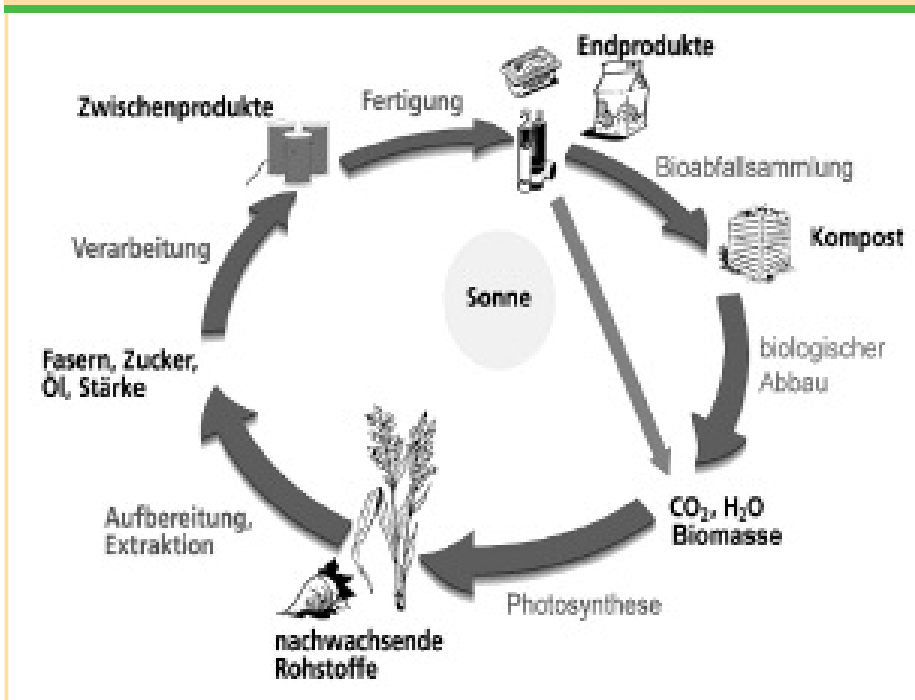 Endprodukte
Fertigung
Zwischenprodukte
Bioabfallsammlung
Kompost
Verarbeitung
Sonne
biologischer
Abbau
Fasern, Zucker,
Öl, Stärke
CO₂, H₂O
Biomasse
Aufbereitung,
Extraktion
Photosynthese
nachwachsende
Rohstoffe